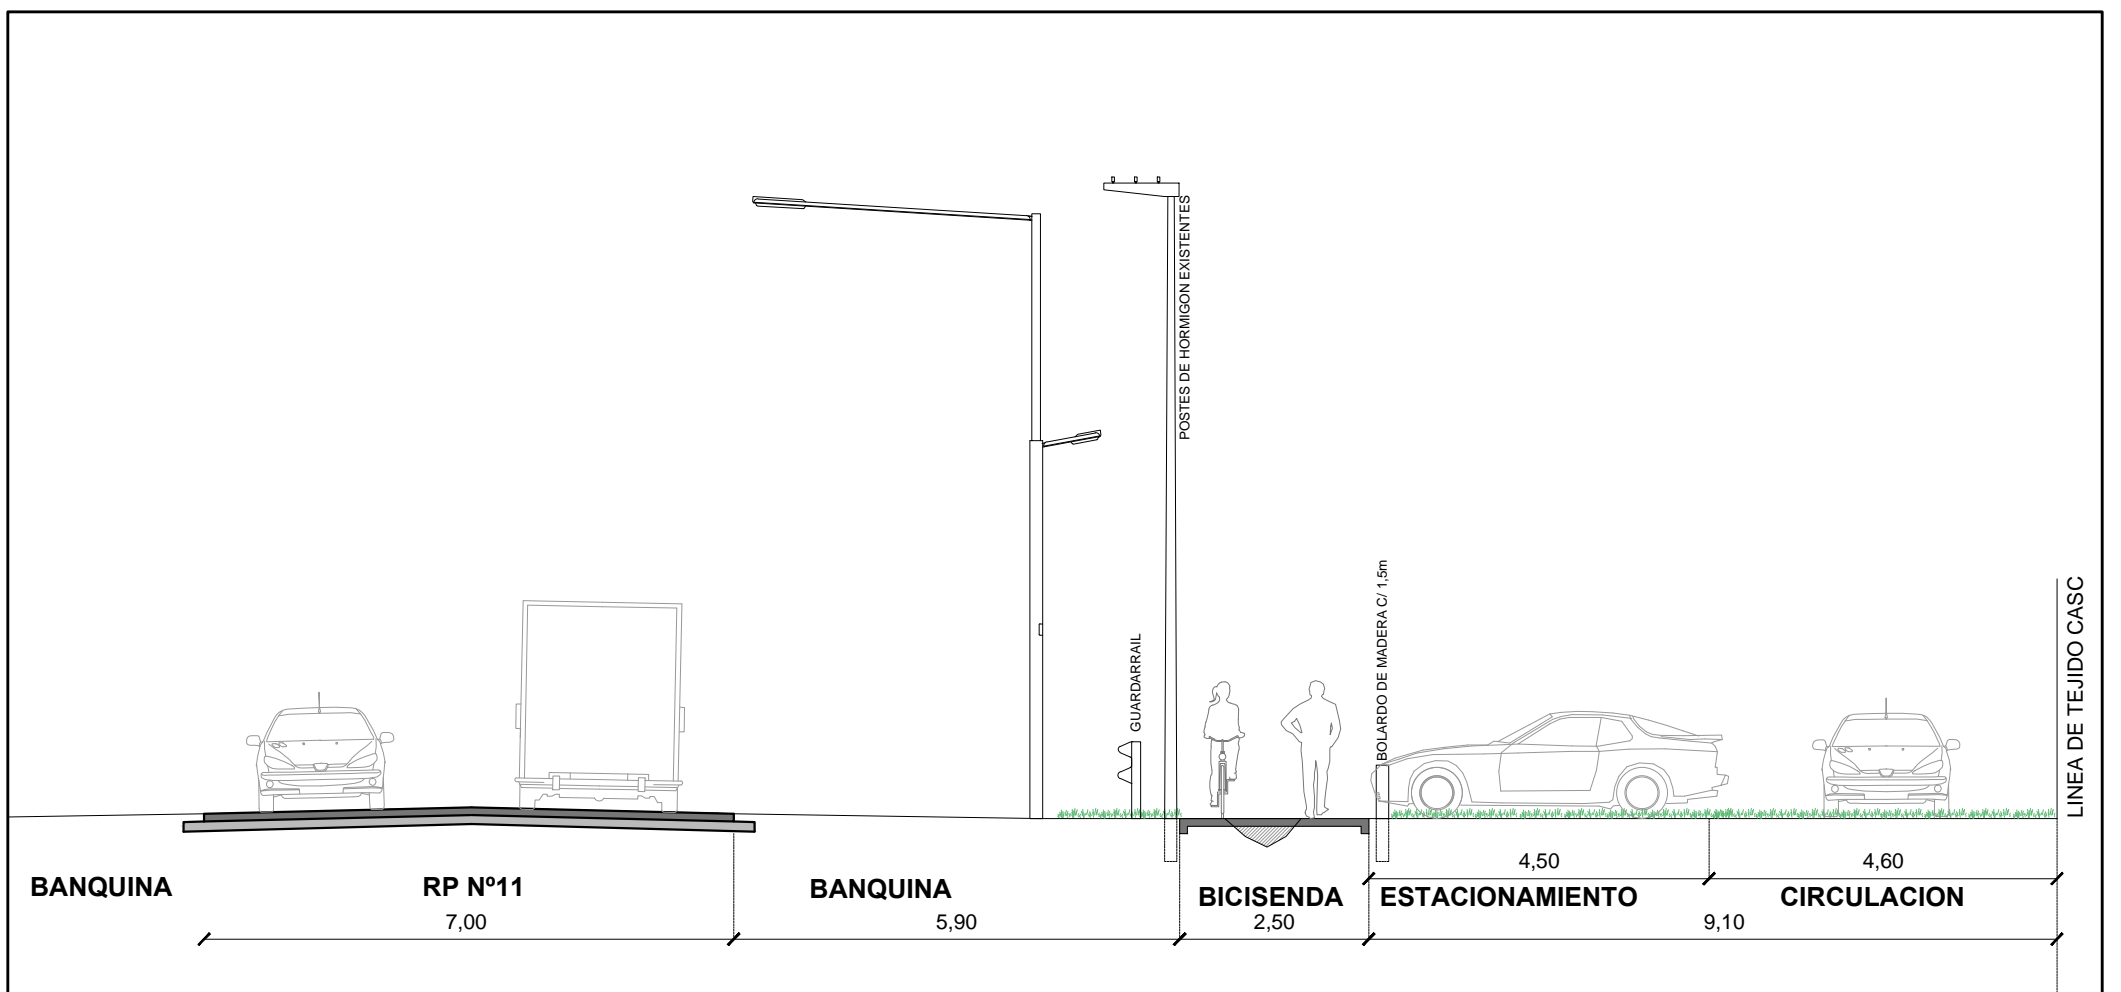 POSTES DE HORMIGON EXISTENTES
GUARDARRAIL
BOLARDO DE MADERA C/ 1,5m
LINEA DE TEJIDO CASC
4,50
4,60
BANQUINA
RP Nº11
BANQUINA
BICISENDA
ESTACIONAMIENTO
CIRCULACION
7,00
5,90
2,50
9,10